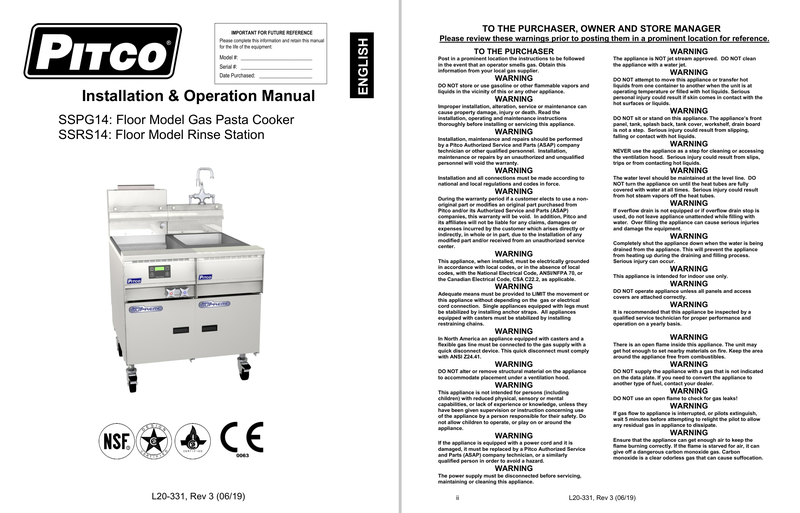 PITCO
®
IMPORTANT FOR FUTURE REFERENCE
Please complete this information and retain this manual
for the life of the equipment:
Model #:
Serial #:
Date Purchased:
ENGLISH
Installation & Operation Manual
SSPG14: Floor Model Gas Pasta Cooker
SSRS14: Floor Model Rinse Station
Pitco
Pitco
NSF
DESIGN
CERTIFIED
CE
0063
L20-331, Rev 3 (06/19)
TO THE PURCHASER, OWNER AND STORE MANAGER
Please review these warnings prior to posting them in a prominent location for reference.
TO THE PURCHASER
Post in a prominent location the instructions to be followed
in the event that an operator smells gas. Obtain this
information from your local gas supplier.
WARNING
DO NOT store or use gasoline or other flammable vapors and
liquids in the vicinity of this or any other appliance.
WARNING
Improper installation, alteration, service or maintenance can
cause property damage, injury or death. Read the
installation, operating and maintenance instructions
thoroughly before installing or servicing this appliance.
WARNING
Installation, maintenance and repairs should be performed
by a Pitco Authorized Service and Parts (ASAP) company
technician or other qualified personnel. Installation,
maintenance or repairs by an unauthorized and unqualified
personnel will void the warranty.
WARNING
Installation and all connections must be made according to
national and local regulations and codes in force.
WARNING
During the warranty period if a customer elects to use a non-
original part or modifies an original part purchased from
Pitco and/or its Authorized Service and Parts (ASAP)
companies, this warranty will be void. In addition, Pitco and
its affiliates will not be liable for any claims, damages or
expenses incurred by the customer which arises directly or
indirectly, in whole or in part, due to the installation of any
modified part and/or received from an unauthorized service
center.
WARNING
This appliance, when installed, must be electrically grounded
in accordance with local codes, or in the absence of local
codes, with the National Electrical Code, ANSI/NFPA 70, or
the Canadian Electrical Code, CSA C22.2, as applicable.
WARNING
Adequate means must be provided to LIMIT the movement or
this appliance without depending on the gas or electrical
cord connection. Single appliances equipped with legs must
be stabilized by installing anchor straps. All appliances
equipped with casters must be stabilized by installing
restraining chains.
WARNING
In North America an appliance equipped with casters and a
flexible gas line must be connected to the gas supply with a
quick disconnect device. This quick disconnect must comply
with ANSI Z24.41.
WARNING
DO NOT alter or remove structural material on the appliance
to accommodate placement under a ventilation hood.
WARNING
This appliance is not intended for persons (including
children) with reduced physical, sensory or mental
capabilities, or lack of experience or knowledge, unless they
have been given supervision or instruction concerning use
of the appliance by a person responsible for their safety. Do
not allow children to operate, or play on or around the
appliance.
WARNING
If the appliance is equipped with a power cord and it is
damaged, it must be replaced by a Pitco Authorized Service
and Parts (ASAP) company technician, or a similarly
qualified person in order to avoid a hazard.
WARNING
The power supply must be disconnected before servicing,
maintaining or cleaning this appliance.
WARNING
The appliance is NOT jet stream approved. DO NOT clean
the appliance with a water jet.
WARNING
DO NOT attempt to move this appliance or transfer hot
liquids from one container to another when the unit is at
operating temperature or filled with hot liquids. Serious
personal injury could result if skin comes in contact with the
hot surfaces or liquids.
WARNING
DO NOT sit or stand on this appliance. The appliance's front
panel, tank, splash back, tank cover, workshelf, drain board
is not a step. Serious injury could result from slipping,
falling or contact with hot liquids.
WARNING
NEVER use the appliance as a step for cleaning or accessing
the ventilation hood. Serious injury could result from slips,
trips or from contacting hot liquids.
WARNING
The water level should be maintained at the level line. DO
NOT turn the appliance on until the heat tubes are fully
covered with water at all times. Serious injury could result
from hot steam vapors off the heat tubes.
WARNING
If overflow drain is not equipped or if overflow drain stop is
used, do not leave appliance unattended while filling with
water. Over filling the appliance can cause serious injuries
and damage the equipment.
WARNING
Completely shut the appliance down when the water is being
drained from the appliance. This will prevent the appliance
from heating up during the draining and filling process.
Serious injury can occur.
WARNING
This appliance is intended for indoor use only.
WARNING
DO NOT operate appliance unless all panels and access
covers are attached correctly.
WARNING
It is recommended that this appliance be inspected by a
qualified service technician for proper performance and
operation on a yearly basis.
WARNING
There is an open flame inside this appliance. The unit may
get hot enough to set nearby materials on fire. Keep the area
around the appliance free from combustibles.
WARNING
DO NOT supply the appliance with a gas that is not indicated
on the data plate. If you need to convert the appliance to
another type of fuel, contact your dealer.
WARNING
DO NOT use an open flame to check for gas leaks!
WARNING
If gas flow to appliance is interrupted, or pilots extinguish,
wait 5 minutes before attempting to relight the pilot to allow
any residual gas in appliance to dissipate.
WARNING
Ensure that the appliance can get enough air to keep the
flame burning correctly. If the flame is starved for air, it can
give off a dangerous carbon monoxide gas. Carbon
monoxide is a clear odorless gas that can cause suffocation.
ii
L20-331, Rev 3 (06/19)